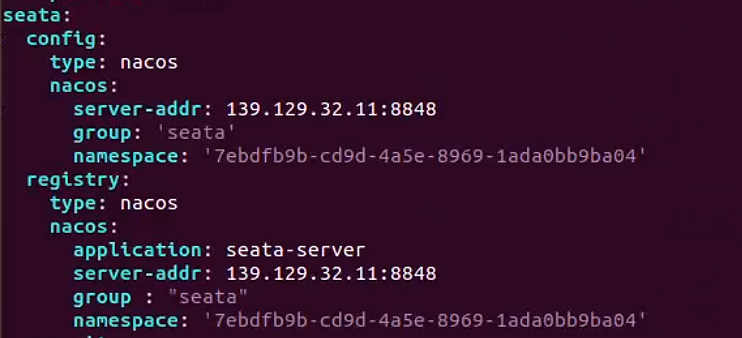 seata:
  config:
    type: nacos
    nacos:
      server-addr: 139.129.32.11:8848
      group: 'seata'
      namespace: '7ebdfb9b-cd9d-4a5e-8969-1ada0bb9ba04'
  registry:
    type: nacos
    nacos:
      application: seata-server
      server-addr: 139.129.32.11:8848
      group : "seata"
      namespace: '7ebdfb9b-cd9d-4a5e-8969-1ada0bb9ba04'